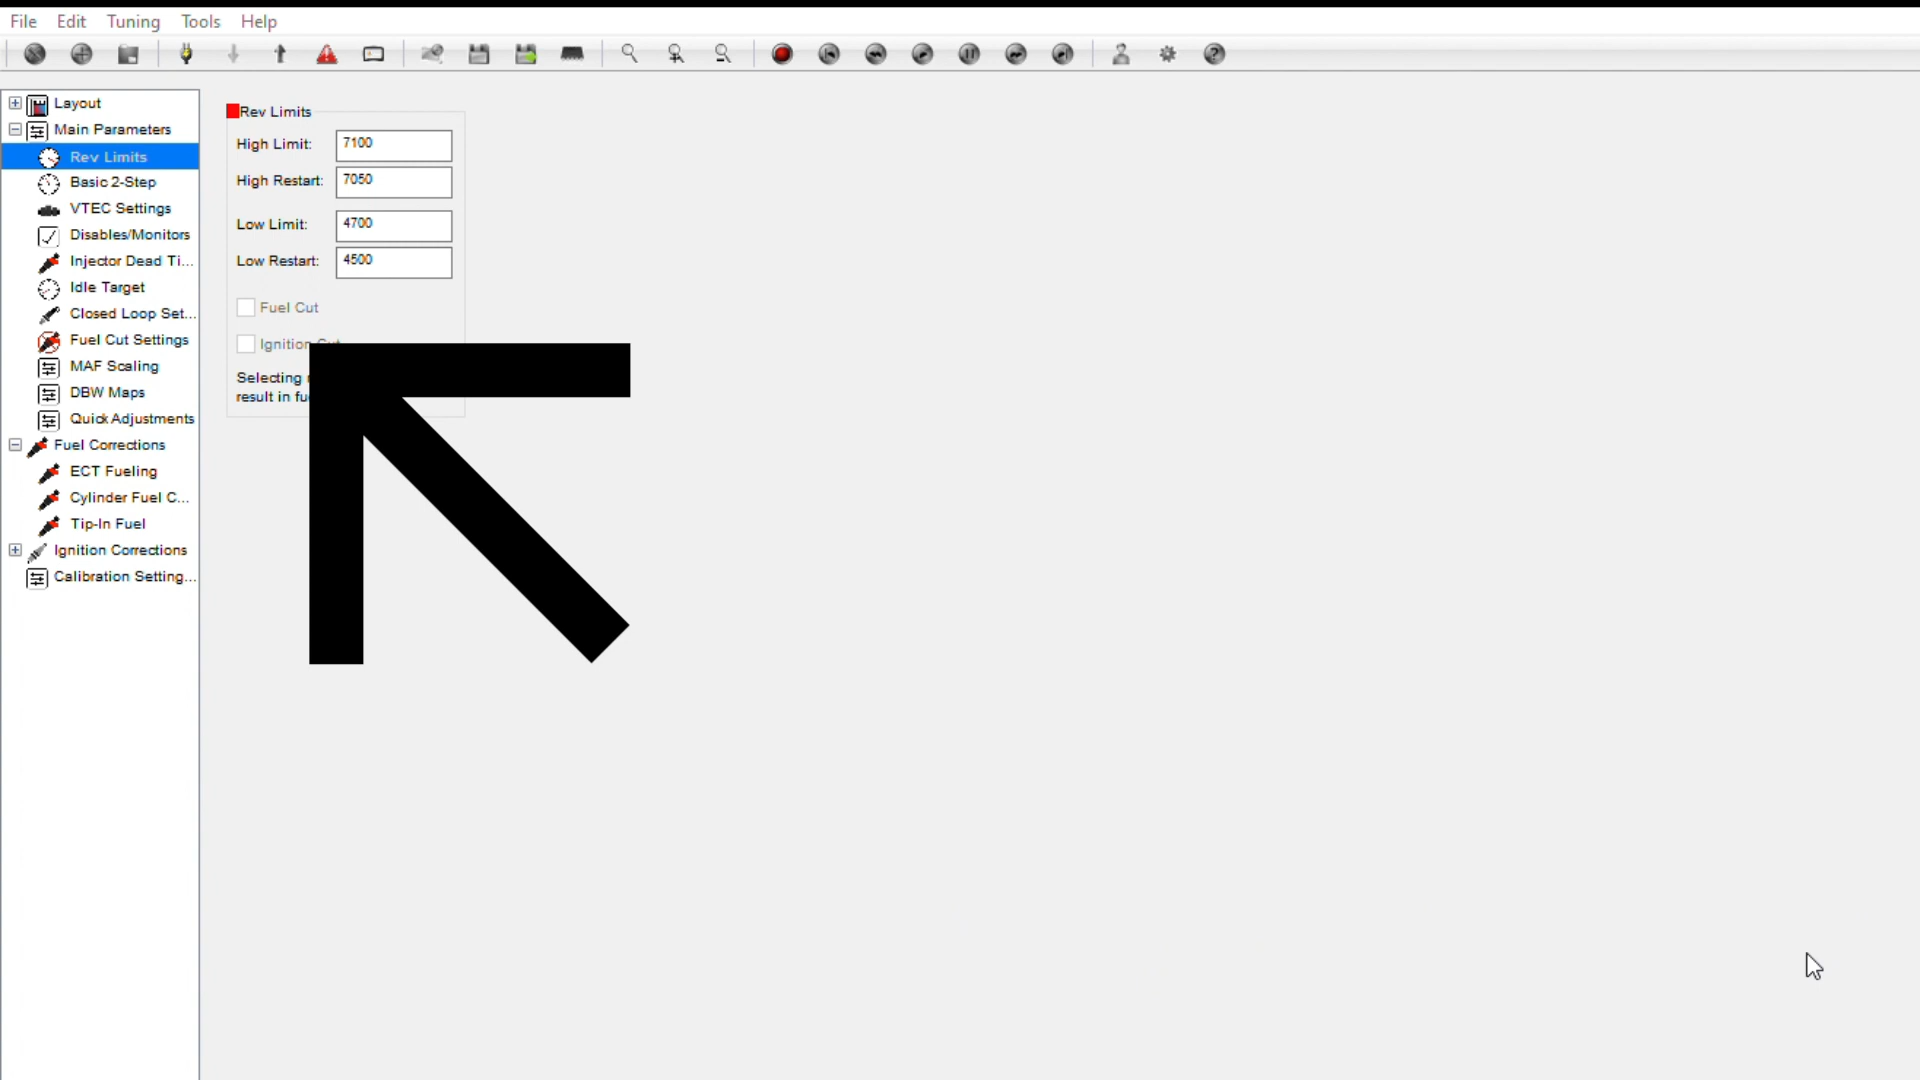 File Edit Tuning Tools Help
Layout
Main Parameters
Rev Limits
Basic 2-Step
VTEC Settings
Disables/Monitors
Injector Dead Ti...
Idle Target
Closed Loop Set...
Fuel Cut Settings
MAF Scaling
DBW Maps
Quick Adjustments
Fuel Corrections
ECT Fueling
Cylinder Fuel C...
Tip-In Fuel
Ignition Corrections
Calibration Setting...
Rev Limits
High Limit: 7100
High Restart: 7050
Low Limit: 4700
Low Restart: 4500
Fuel Cut
Ignition Cut
Selecting
result in